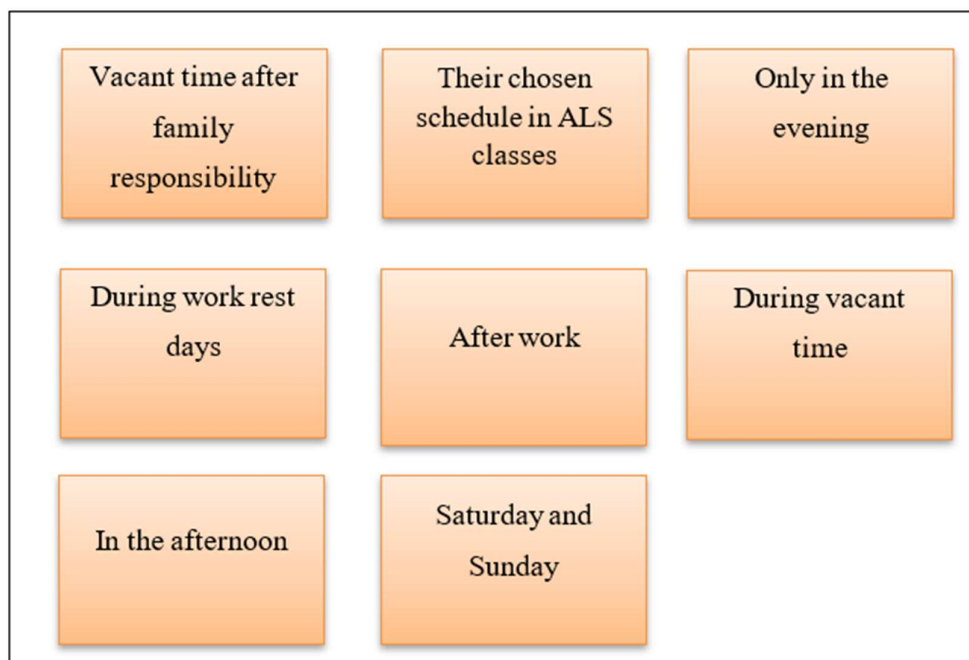 Vacant time after
family
responsibility
Their chosen
schedule in ALS
classes
Only in the
evening
During work rest
days
After work
During vacant
time
In the afternoon
Saturday and
Sunday